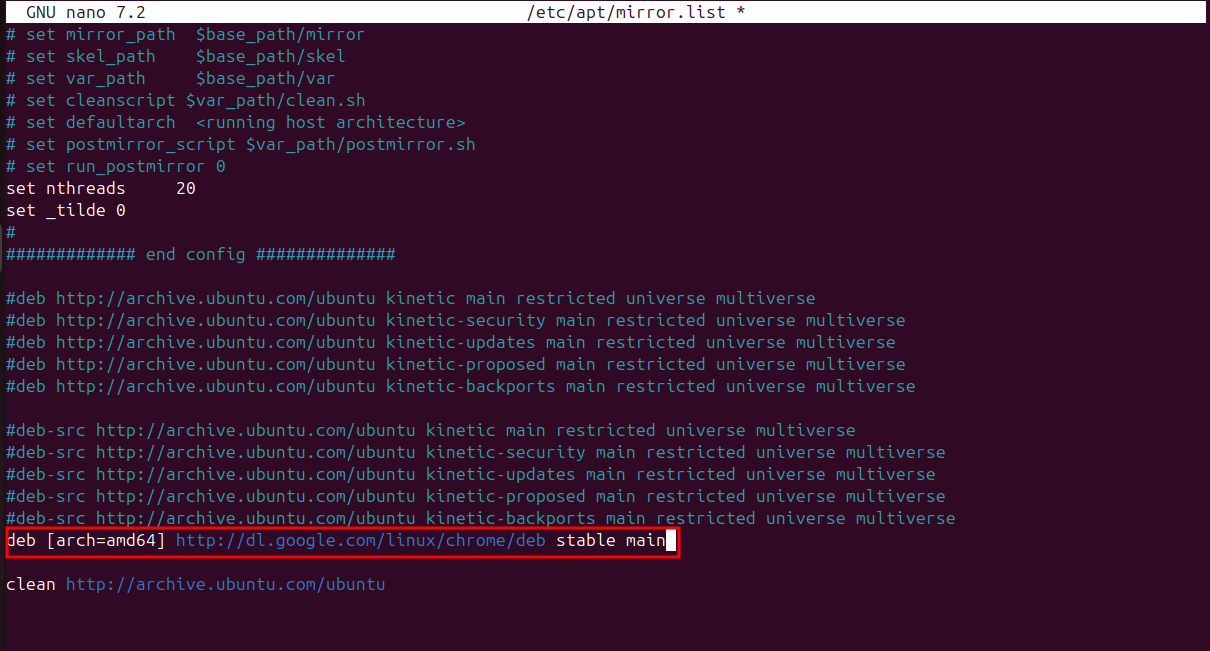 GNU nano 7.2 /etc/apt/mirror.list *
# set mirror_path  $base_path/mirror
# set skel_path    $base_path/skel
# set var_path     $base_path/var
# set cleanscript $var_path/clean.sh
# set defaultarch  <running host architecture>
# set postmirror_script $var_path/postmirror.sh
# set run_postmirror 0
set nthreads     20
set _tilde 0
#
############# end config ##############
#deb http://archive.ubuntu.com/ubuntu kinetic main restricted universe multiverse
#deb http://archive.ubuntu.com/ubuntu kinetic-security main restricted universe multiverse
#deb http://archive.ubuntu.com/ubuntu kinetic-updates main restricted universe multiverse
#deb http://archive.ubuntu.com/ubuntu kinetic-proposed main restricted universe multiverse
#deb http://archive.ubuntu.com/ubuntu kinetic-backports main restricted universe multiverse
#deb-src http://archive.ubuntu.com/ubuntu kinetic main restricted universe multiverse
#deb-src http://archive.ubuntu.com/ubuntu kinetic-security main restricted universe multiverse
#deb-src http://archive.ubuntu.com/ubuntu kinetic-updates main restricted universe multiverse
#deb-src http://archive.ubuntu.com/ubuntu kinetic-proposed main restricted universe multiverse
#deb-src http://archive.ubuntu.com/ubuntu kinetic-backports main restricted universe multiverse
deb [arch=amd64] http://dl.google.com/linux/chrome/deb stable main
clean http://archive.ubuntu.com/ubuntu